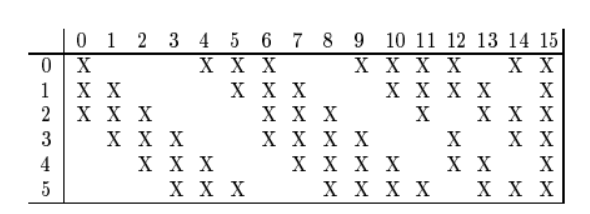 0 1 2 3 4 5 6 7 8 9 10 11 12 13 14 15
0 X X X X X X X X X X
1 X X X X X X X X X X
2 X X X X X X X X X X
3 X X X X X X X X X X
4 X X X X X X X X X X
5 X X X X X X X X X X